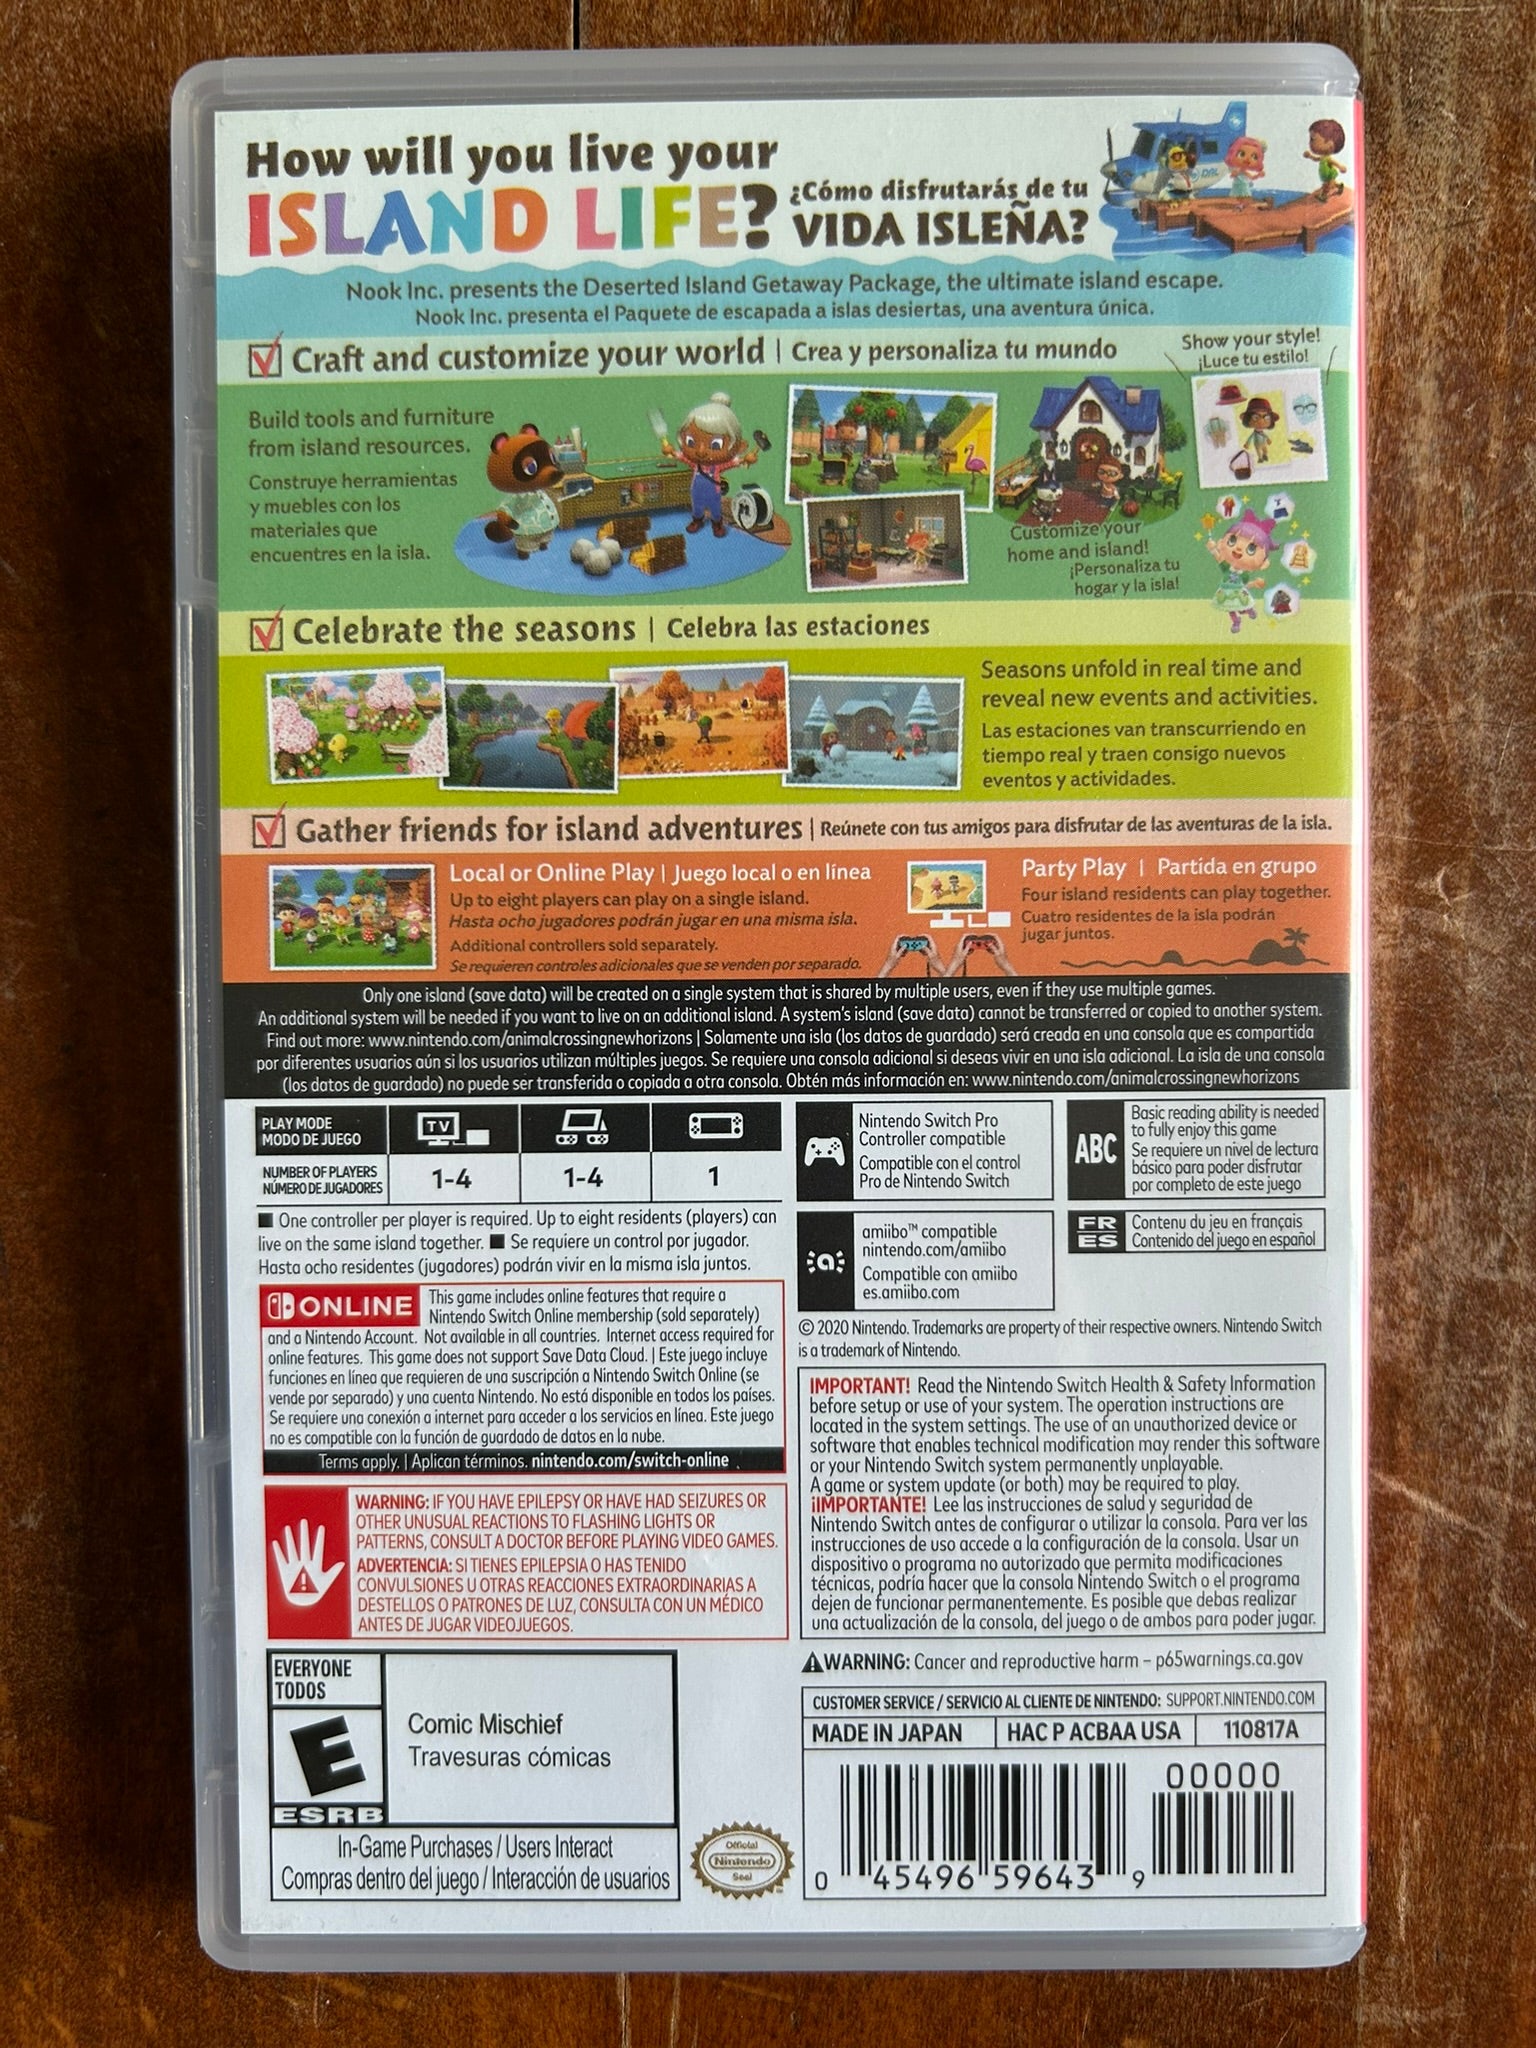 How will you live your
ISLAND LIFE?
¿Cómo disfrutarás de tu
VIDA ISLEÑA?
Nook Inc. presents the Deserted Island Getaway Package, the ultimate island escape.
Nook Inc. presenta el Paquete de escapada a islas desiertas, una aventura única.
Craft and customize your world | Crea y personaliza tu mundo
Show your style!
¡Luce tu estilo!
Build tools and furniture
from island resources.
Construye herramientas
y muebles con los
materiales que
encuentres en la isla.
Customize your
home and island!
¡Personaliza tu
hogar y la isla!
Celebrate the seasons | Celebra las estaciones
Seasons unfold in real time and
reveal new events and activities.
Las estaciones van transcurriendo en
tiempo real y traen consigo nuevos
eventos y actividades.
Gather friends for island adventures | Reúnete con tus amigos para disfrutar de las aventuras de la isla.
Local or Online Play | Juego local o en línea
Up to eight players can play on a single island.
Hasta ocho jugadores podrán jugar en una misma isla.
Additional controllers sold separately.
Se requieren controles adicionales que se venden por separado.
Party Play | Partida en grupo
Four island residents can play together.
Cuatro residentes de la isla podrán
jugar juntos.
Only one island (save data) will be created on a single system that is shared by multiple users, even if they use multiple games.
An additional system will be needed if you want to live on an additional island. A system's island (save data) cannot be transferred or copied to another system.
Find out more: www.nintendo.com/animalcrossingnewhorizons | Solamente una isla (los datos de guardado) será creada en una consola que es compartida
por diferentes usuarios aún si los usuarios utilizan múltiples juegos. Se requiere una consola adicional si deseas vivir en una isla adicional. La isla de una consola
(los datos de guardado) no puede ser transferida o copiada a otra consola. Obtén más información en: www.nintendo.com/animalcrossingnewhorizons
PLAY MODE
MODO DE JUEGO
TV
NUMBER OF PLAYERS
NÚMERO DE JUGADORES
1-4
1-4
1
■ One controller per player is required. Up to eight residents (players) can
live on the same island together. ■ Se requiere un control por jugador.
Hasta ocho residentes (jugadores) podrán vivir en la misma isla juntos.
Nintendo Switch Pro
Controller compatible
Compatible con el control
Pro de Nintendo Switch
ABC
Basic reading ability is needed
to fully enjoy this game
Se requiere un nivel de lectura
básico para poder disfrutar
por completo de este juego
a
amiibo™ compatible
nintendo.com/amiibo
Compatible con amiibo
es.amiibo.com
FR
ES
Contenu du jeu en français
Contenido del juego en español
ONLINE
This game includes online features that require a
Nintendo Switch Online membership (sold separately)
and a Nintendo Account. Not available in all countries. Internet access required for
online features. This game does not support Save Data Cloud. | Este juego incluye
funciones en línea que requieren de una suscripción a Nintendo Switch Online (se
vende por separado) y una cuenta Nintendo. No está disponible en todos los países.
Se requiere una conexión a internet para acceder a los servicios en línea. Este juego
no es compatible con la función de guardado de datos en la nube.
Terms apply. | Aplican términos. nintendo.com/switch-online
© 2020 Nintendo. Trademarks are property of their respective owners. Nintendo Switch
is a trademark of Nintendo.
IMPORTANT! Read the Nintendo Switch Health & Safety Information
before setup or use of your system. The operation instructions are
located in the system settings. The use of an unauthorized device or
software that enables technical modification may render this software
or your Nintendo Switch system permanently unplayable.
A game or system update (or both) may be required to play.
¡IMPORTANTE! Lee las instrucciones de salud y seguridad de
Nintendo Switch antes de configurar o utilizar la consola. Para ver las
instrucciones de uso accede a la configuración de la consola. Usar un
dispositivo o programa no autorizado que permita modificaciones
técnicas, podría hacer que la consola Nintendo Switch o el programa
dejen de funcionar permanentemente. Es posible que debas realizar
una actualización de la consola, del juego o de ambos para poder jugar.
WARNING: IF YOU HAVE EPILEPSY OR HAVE HAD SEIZURES OR
OTHER UNUSUAL REACTIONS TO FLASHING LIGHTS OR
PATTERNS, CONSULT A DOCTOR BEFORE PLAYING VIDEO GAMES.
ADVERTENCIA: SI TIENES EPILEPSIA O HAS TENIDO
CONVULSIONES U OTRAS REACCIONES EXTRAORDINARIAS A
DESTELLOS O PATRONES DE LUZ, CONSULTA CON UN MÉDICO
ANTES DE JUGAR VIDEOJUEGOS.
WARNING: Cancer and reproductive harm – p65warnings.ca.gov
EVERYONE
TODOS
E
ESRB
Comic Mischief
Travesuras cómicas
In-Game Purchases / Users Interact
Compras dentro del juego / Interacción de usuarios
Official
Nintendo
Seal
CUSTOMER SERVICE / SERVICIO AL CLIENTE DE NINTENDO: SUPPORT.NINTENDO.COM
MADE IN JAPAN
HAC P ACBAA USA
110817A
00000
0 45496 59643 9